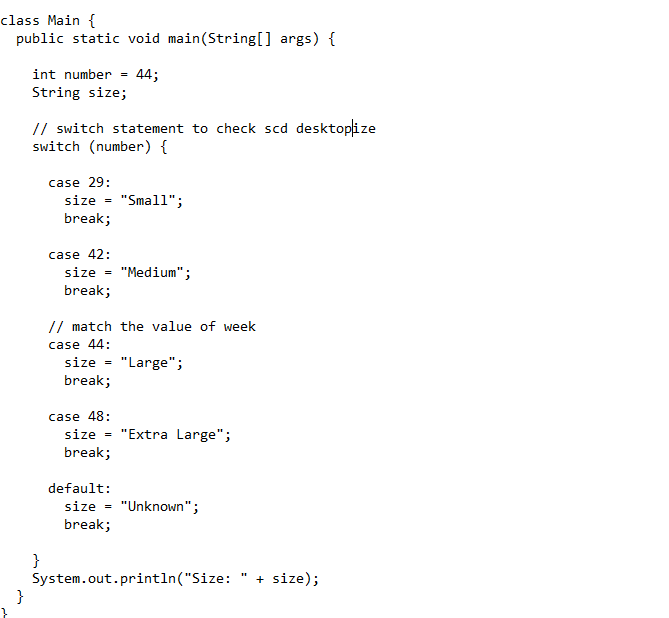 class Main {
  public static void main(String[] args) {

    int number = 44;
    String size;

    // switch statement to check scd desktopize
    switch (number) {

      case 29:
        size = "Small";
        break;

      case 42:
        size = "Medium";
        break;

      // match the value of week
      case 44:
        size = "Large";
        break;

      case 48:
        size = "Extra Large";
        break;

      default:
        size = "Unknown";
        break;

    }
    System.out.println("Size: " + size);
  }
}